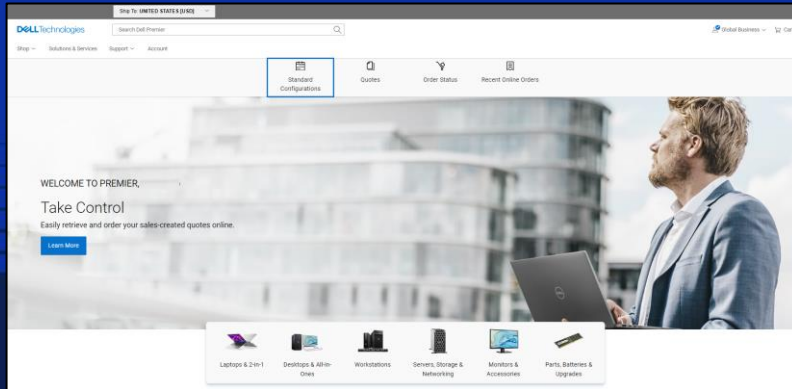 Ship To: UNITED STATES (USD)
DELLTechnologies
Search Dell Premier
Global Business
Car
Shop
Solutions & Services
Support
Account
Standard
Configurations
Quotes
Order Status
Recent Online Orders
WELCOME TO PREMIER,
Take Control
Easily retrieve and order your sales-created quotes online.
Learn More
DELL
Laptops & 2-in-1
Desktops & All-in-
Ones
Workstations
Servers, Storage &
Networking
Monitors &
Accessories
Parts, Batteries &
Upgrades